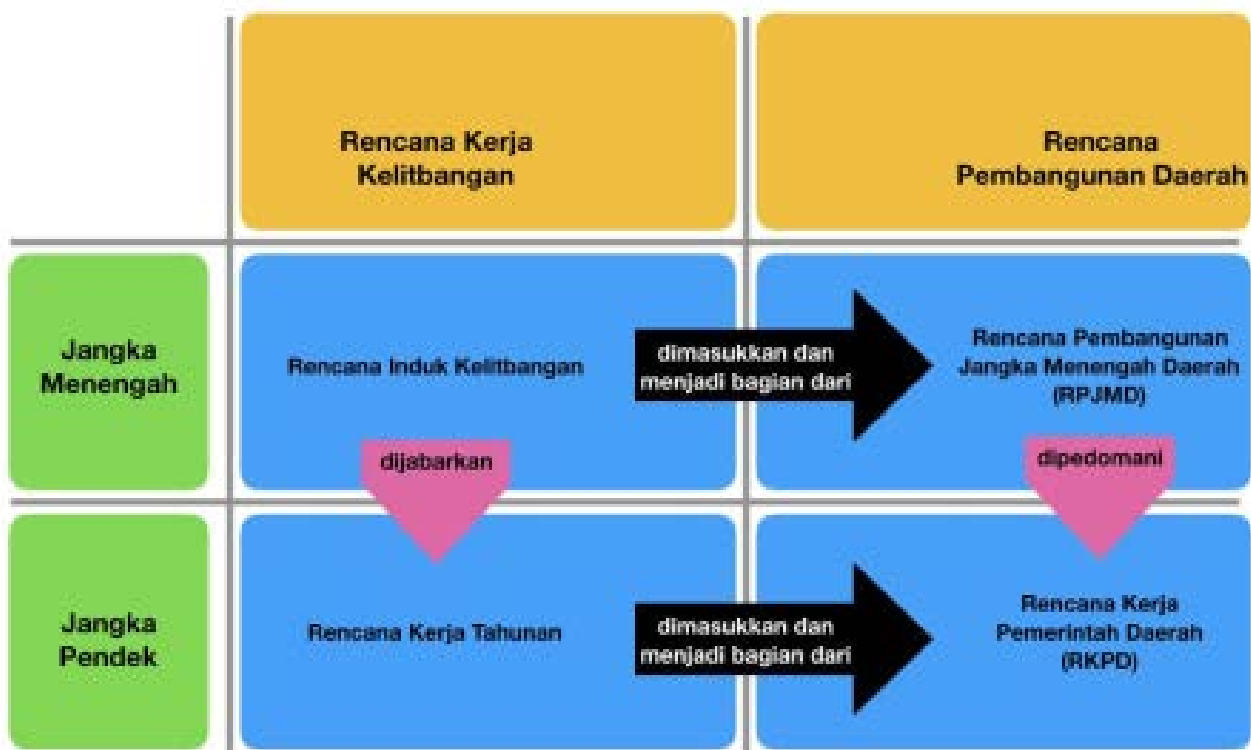 Rencana Kerja
Kelitbangan
Rencana
Pembangunan Daerah
Jangka
Menengah
Rencana Induk Kelitbangan
dimasukkan dan
menjadi bagian dari
Rencana Pembangunan
Jangka Menengah Daerah
(RPJMD)
dijabarkan
dipedomani
Jangka
Pendek
Rencana Kerja Tahunan
dimasukkan dan
menjadi bagian dari
Rencana Kerja
Pemerintah Daerah
(RKPD)